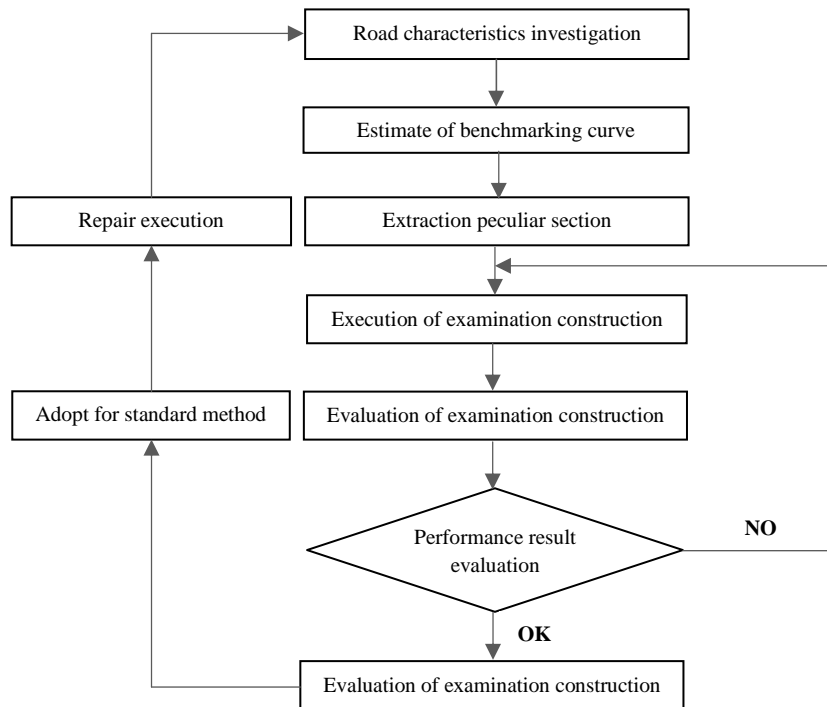 Road characteristics investigation
Estimate of benchmarking curve
Repair execution
Extraction peculiar section
Execution of examination construction
Adopt for standard method
Evaluation of examination construction
Performance result
evaluation
NO
OK
Evaluation of examination construction